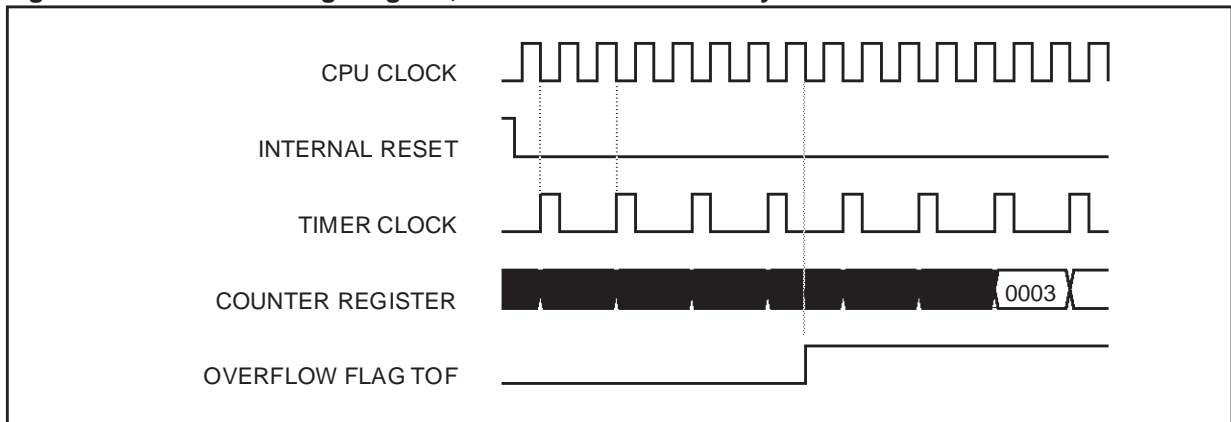 CPU CLOCK
INTERNAL RESET
TIMER CLOCK
COUNTER REGISTER
0003
OVERFLOW FLAG TOF